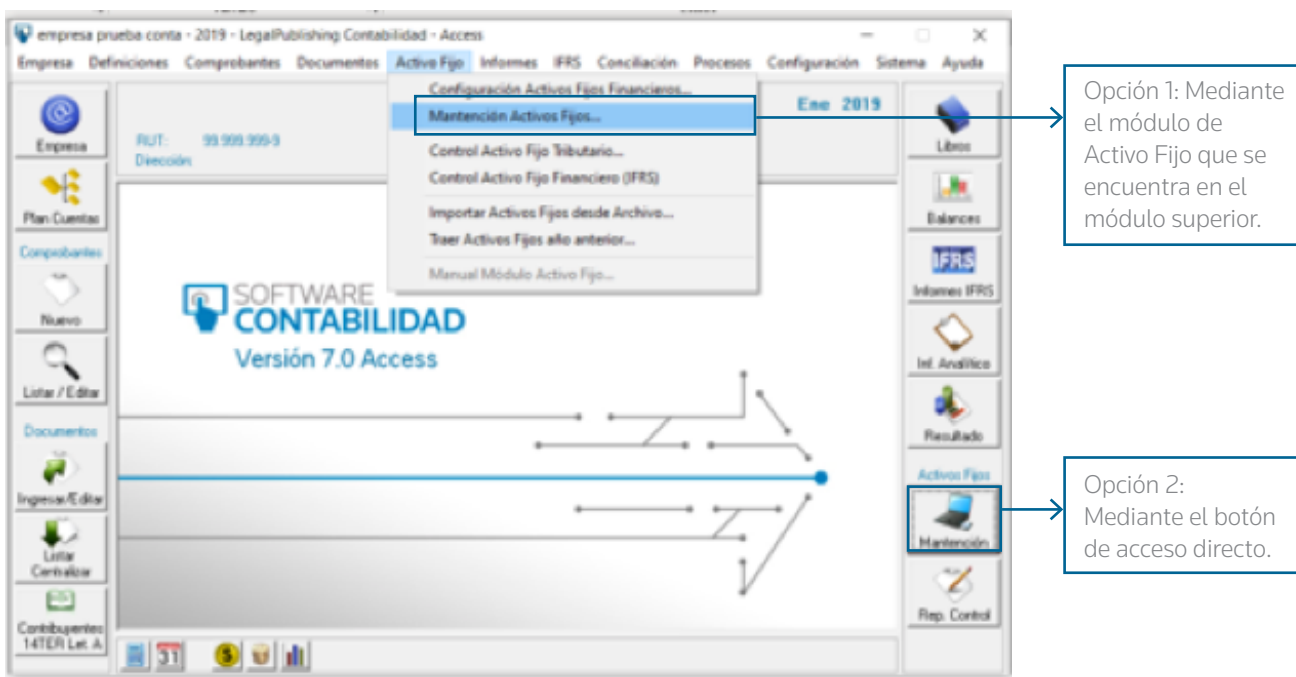 empresa prueba conta - 2019 - LegalPublishing Contabilidad - Access
Empresa Definiciones Comprobantes Documentos Activo Fijo Informes IFRS Conciliación Procesos Configuración Sistema Ayuda
Configuración Activos Fijos Financieros...
Mantención Activos Fijos...
Control Activo Fijo Tributario...
Control Activo Fijo Financiero (IFRS)
Importar Activos Fijos desde Archivo...
Traer Activos Fijos año anterior...
Manual Módulo Activo Fijo...
Ene 2019
RUT: 99.999.999-9
Dirección:
Empresa
Plan Cuentas
Comprobantes
Nuevo
Listar / Editar
Documentos
Ingresar/Editar
Listar
Centralizar
Contribuyentes
14TER Let. A
SOFTWARE
CONTABILIDAD
Versión 7.0 Access
31
$
Libros
Balances
IFRS
Informes IFRS
Inf. Analítico
Resultado
Activos Fijos
Mantención
Rep. Control
Opción 1: Mediante
el módulo de
Activo Fijo que se
encuentra en el
módulo superior.
Opción 2:
Mediante el botón
de acceso directo.